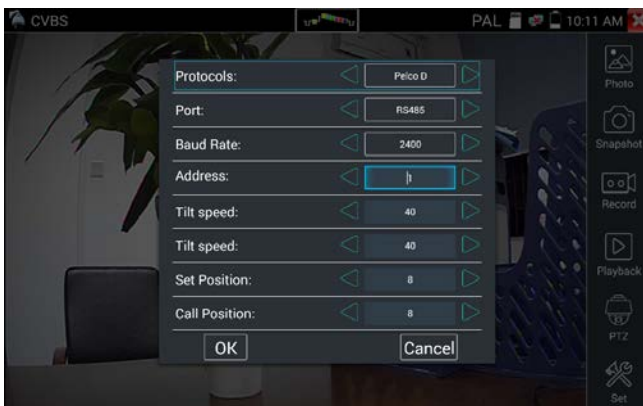 CVBS PAL 10:11 AM
Protocols: Pelco D
Port: RS485
Baud Rate: 2400
Address: 1
Tilt speed: 40
Tilt speed: 40
Set Position: 8
Call Position: 8
OK Cancel
Photo
Snapshot
Record
Playback
PTZ
Set